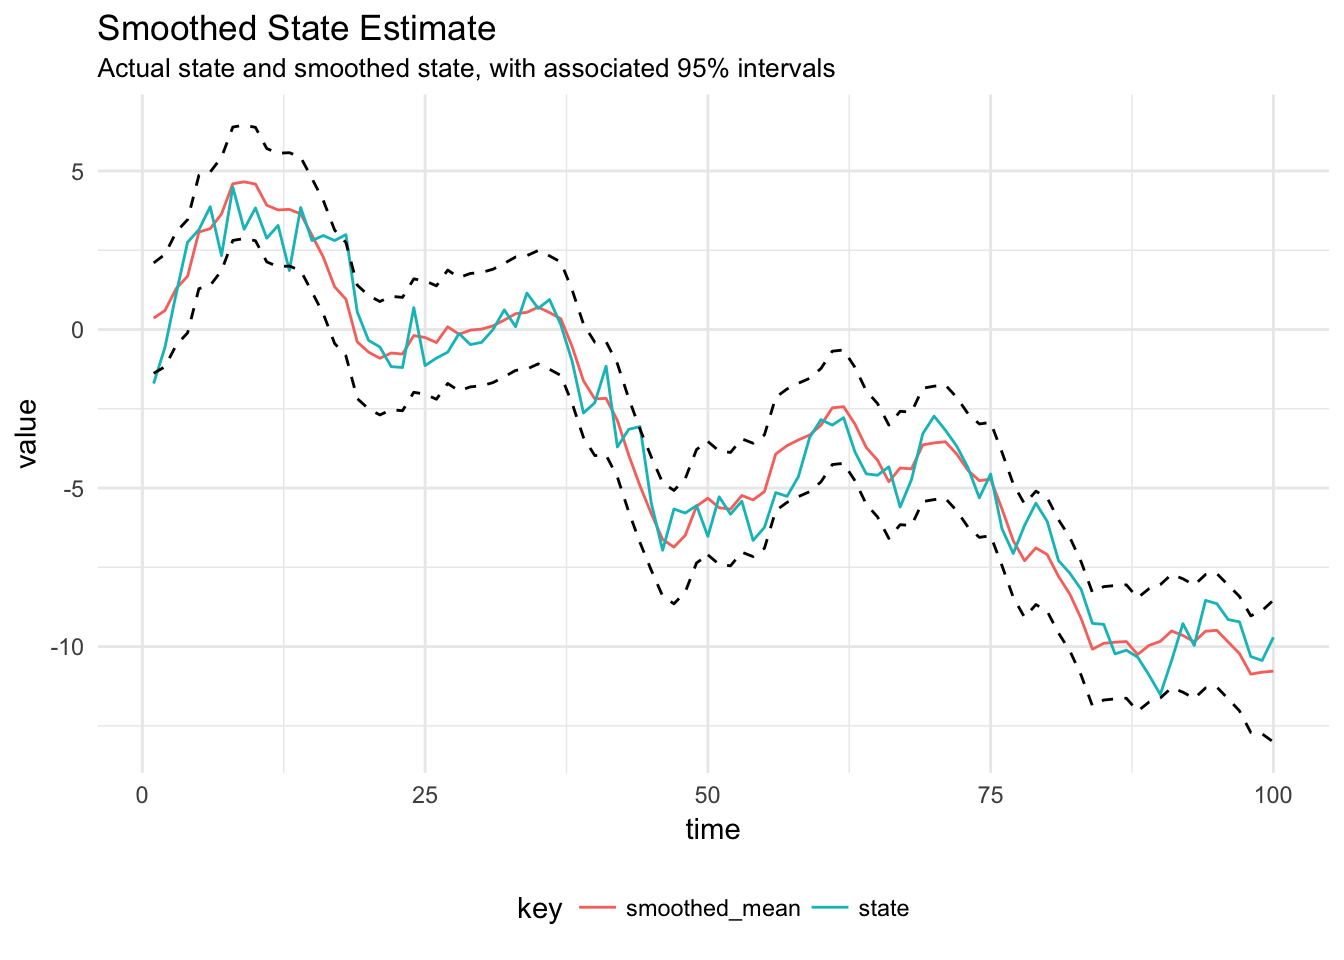 Smoothed State Estimate
Actual state and smoothed state, with associated 95% intervals
value
5
0
-5
-10
0 25 50 75 100
time
key smoothed_mean state